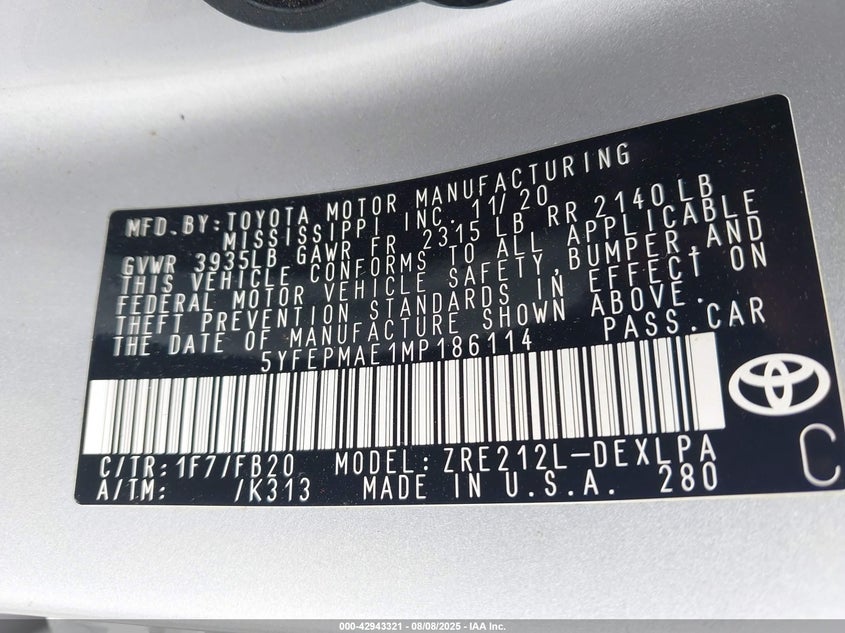 MFD.BY:TOYOTA MOTOR MANUFACTURING
MISSISSIPPI INC. 11/20
GVWR 3935LB GAWR FR 2315 LB RR 2140LB
THIS VEHICLE CONFORMS TO ALL APPLICABLE
FEDERAL MOTOR VEHICLE SAFETY,BUMPER,AND
THEFT PREVENTION STANDARDS IN EFFECT ON
THE DATE OF MANUFACTURE SHOWN ABOVE.
5YFEPMAE1MP186114 PASS.CAR
C/TR:1F7/FB20 MODEL:ZRE212L-DEXLPA
A/TM: /K313 MADE IN U.S.A. 280
C
000-42943321 - 08/08/2025 - IAA Inc.